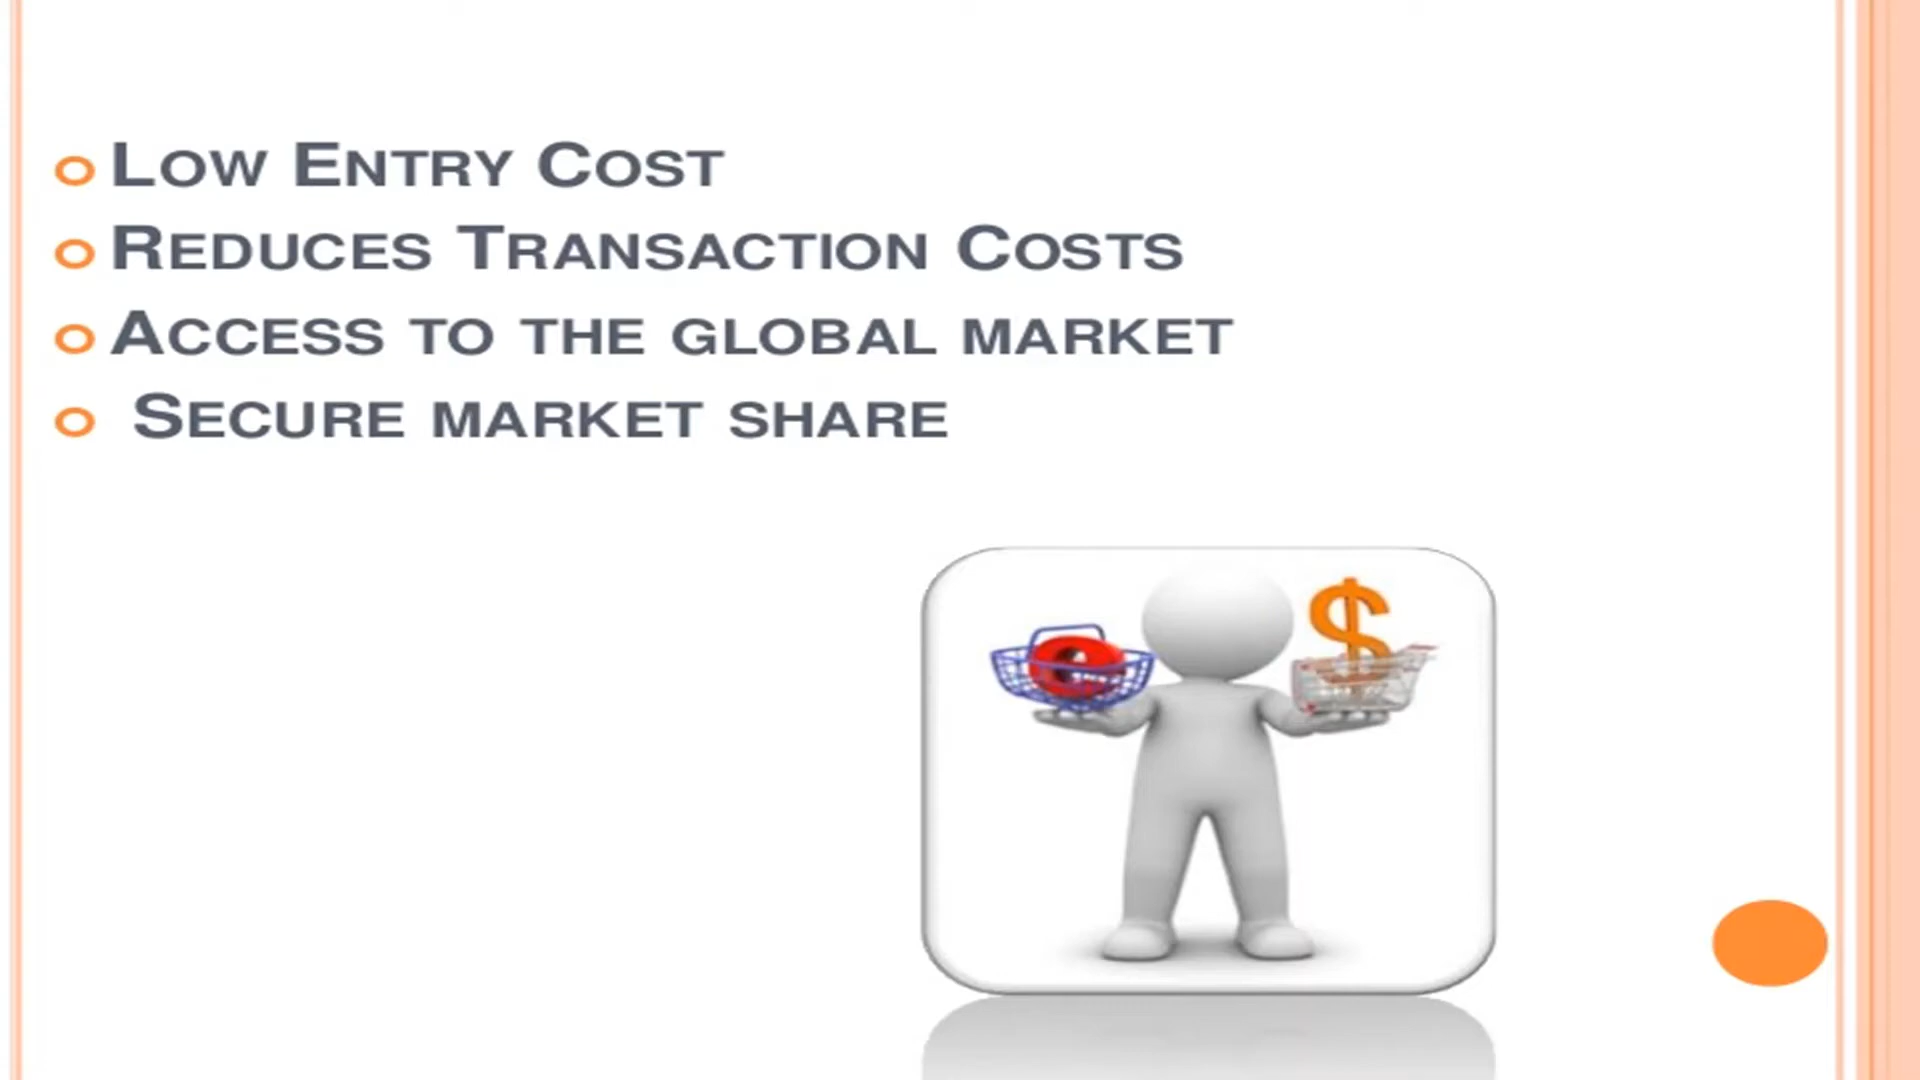 Low Entry Cost
Reduces Transaction Costs
Access to the global market
Secure market share
e $